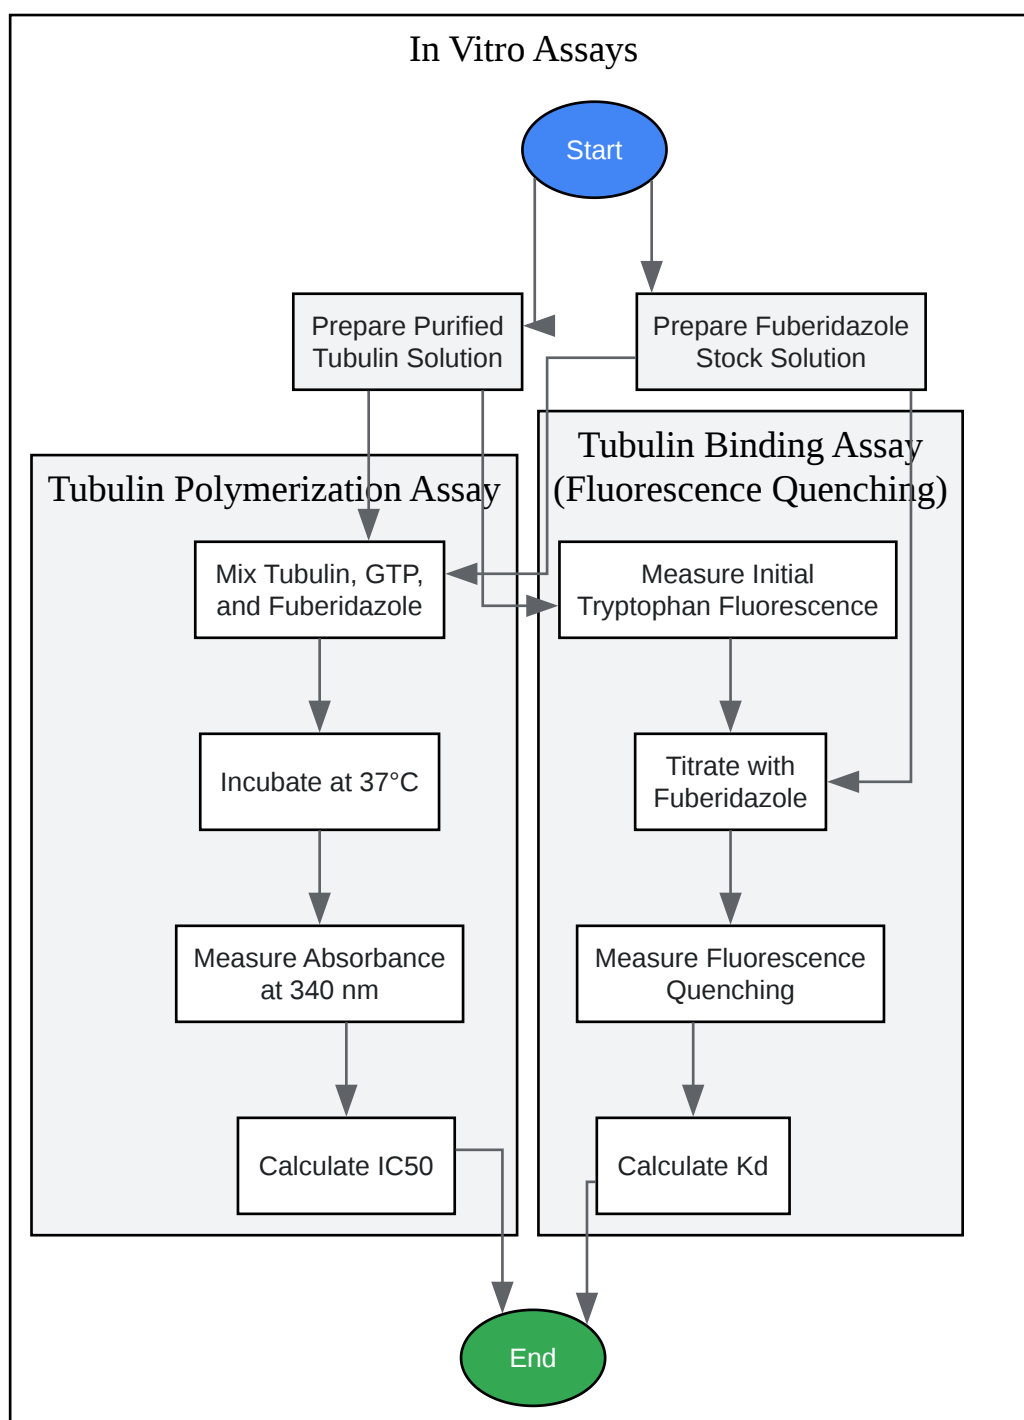 In Vitro Assays
Start
Prepare Purified
Tubulin Solution
Prepare Fuberidazole
Stock Solution
Tubulin Polymerization Assay
Mix Tubulin, GTP,
and Fuberidazole
Incubate at 37°C
Measure Absorbance
at 340 nm
Calculate IC50
Tubulin Binding Assay
(Fluorescence Quenching)
Measure Initial
Tryptophan Fluorescence
Titrate with
Fuberidazole
Measure Fluorescence
Quenching
Calculate Kd
End